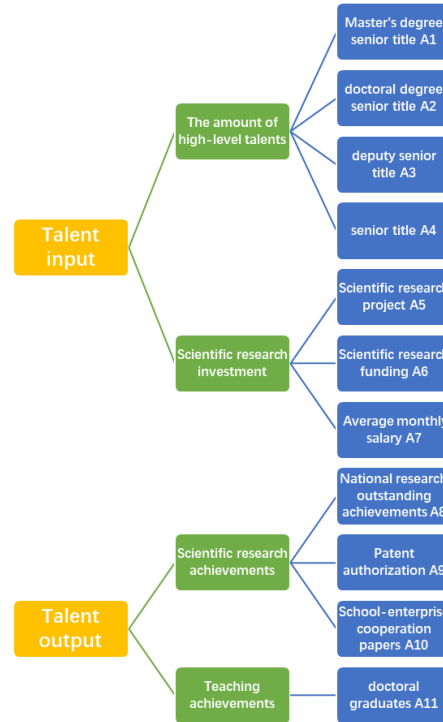 Talent
input
The amount of
high-level talents
Master's degree
senior title A1
doctoral degree
senior title A2
deputy senior
title A3
senior title A4
Scientific research
investment
Scientific research
project A5
Scientific research
funding A6
Average monthly
salary A7
Talent
output
Scientific research
achievements
National research
outstanding
achievements A8
Patent
authorization A9
School-enterprise
cooperation
papers A10
Teaching
achievements
doctoral
graduates A11